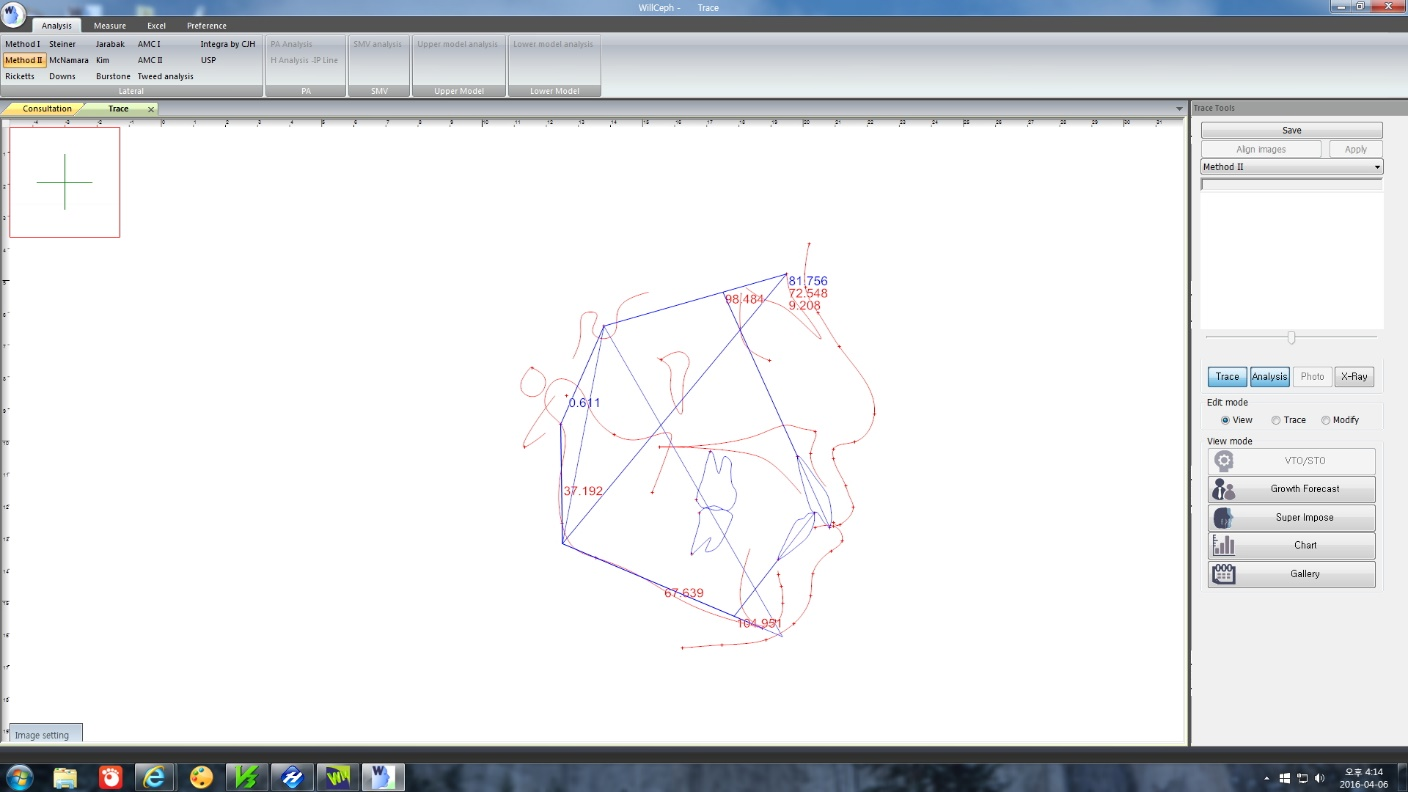 WillCeph - Trace
Analysis Measure Excel Preference
Method I Steiner Jarabak AMC I Integra by CJH PA Analysis SMV analysis Upper model analysis Lower model analysis
Method II McNamara Kim AMC II USP H Analysis -IP Line
Ricketts Downs Burstone Tweed analysis
Lateral PA SMV Upper Model Lower Model
Consultation Trace
Trace Tools
Save
Align images Apply
Method II
81.756
98.484 72.548
9.208
Trace Analysis Photo X-Ray
0.611
Edit mode
View Trace Modify
View mode
VTO/STO
37.192
Growth Forecast
Super Impose
Chart
Gallery
67.639
104.951
Image setting
오후 4:14
2016-04-06